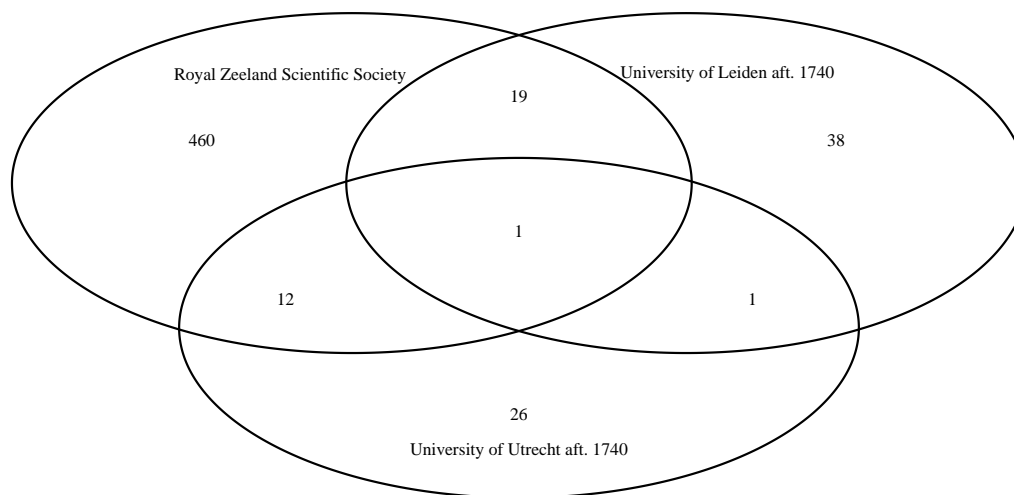 Royal Zeeland Scientific Society
University of Leiden aft. 1740
19
460
38
1
12
1
26
University of Utrecht aft. 1740